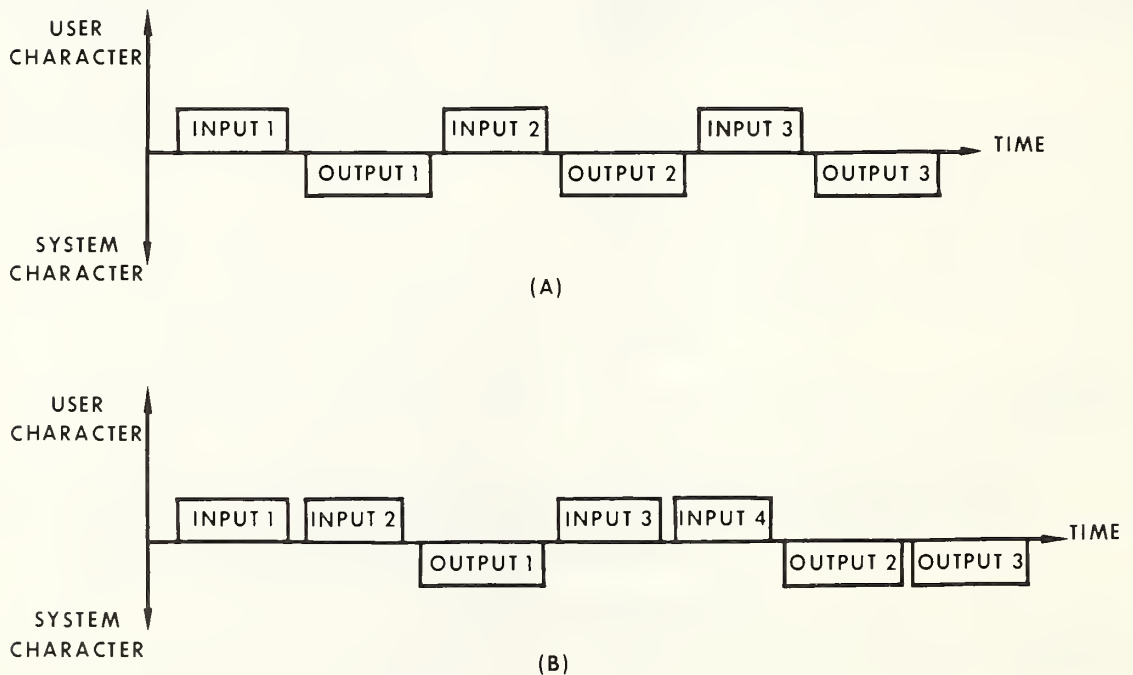 USER
CHARACTER
INPUT 1
INPUT 2
INPUT 3
TIME
OUTPUT 1
OUTPUT 2
OUTPUT 3
SYSTEM
CHARACTER
(A)
USER
CHARACTER
INPUT 1
INPUT 2
INPUT 3
INPUT 4
TIME
OUTPUT 1
OUTPUT 2
OUTPUT 3
SYSTEM
CHARACTER
(B)